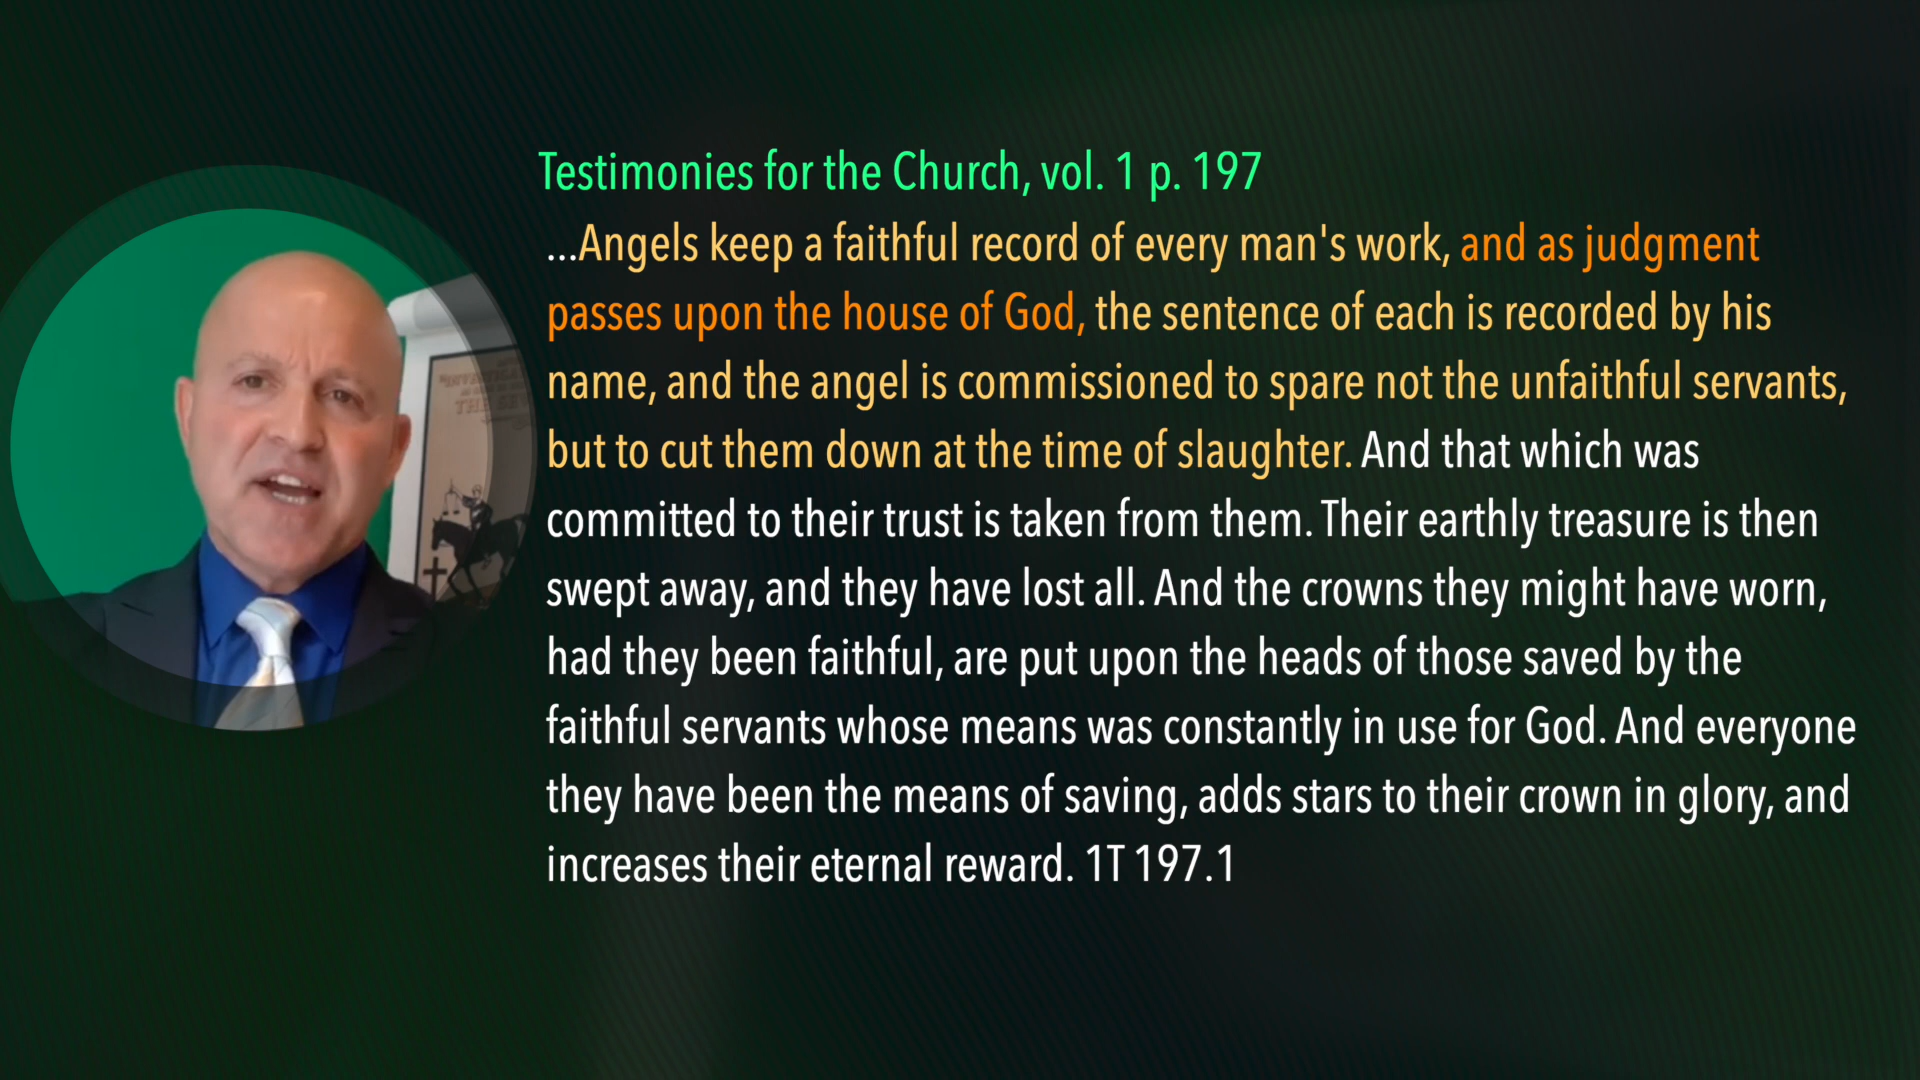 Testimonies for the Church, vol. 1 p. 197
...Angels keep a faithful record of every man's work, and as judgment
passes upon the house of God, the sentence of each is recorded by his
name, and the angel is commissioned to spare not the unfaithful servants,
but to cut them down at the time of slaughter. And that which was
committed to their trust is taken from them. Their earthly treasure is then
swept away, and they have lost all. And the crowns they might have worn,
had they been faithful, are put upon the heads of those saved by the
faithful servants whose means was constantly in use for God. And everyone
they have been the means of saving, adds stars to their crown in glory, and
increases their eternal reward. 1T 197.1